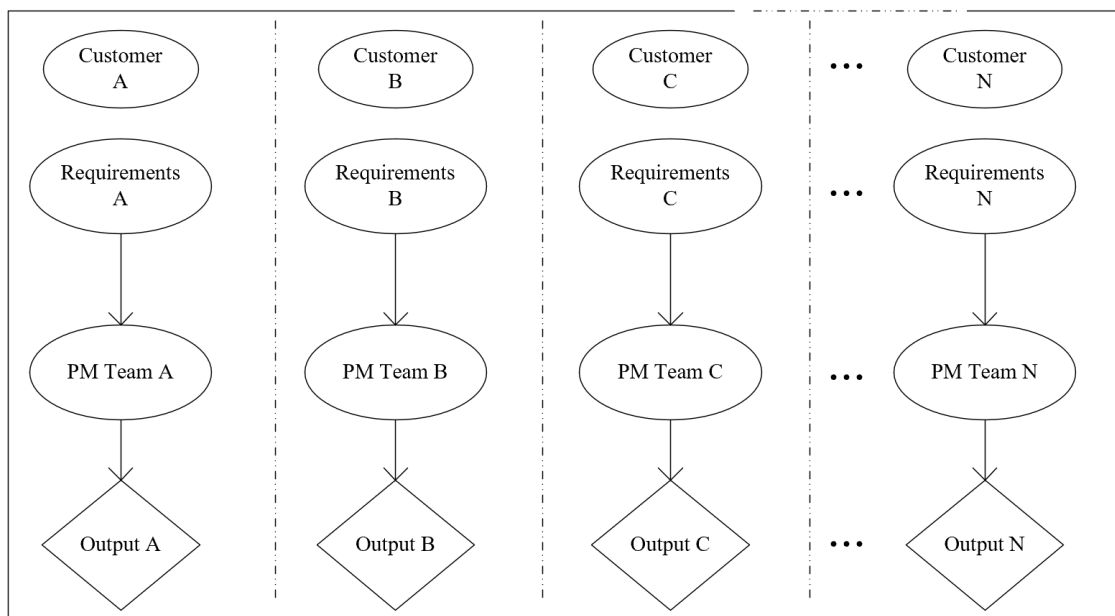 Customer
A
Customer
B
Customer
C
...
Customer
N
Requirements
A
Requirements
B
Requirements
C
...
Requirements
N
PM Team A
PM Team B
PM Team C
...
PM Team N
Output A
Output B
Output C
...
Output N